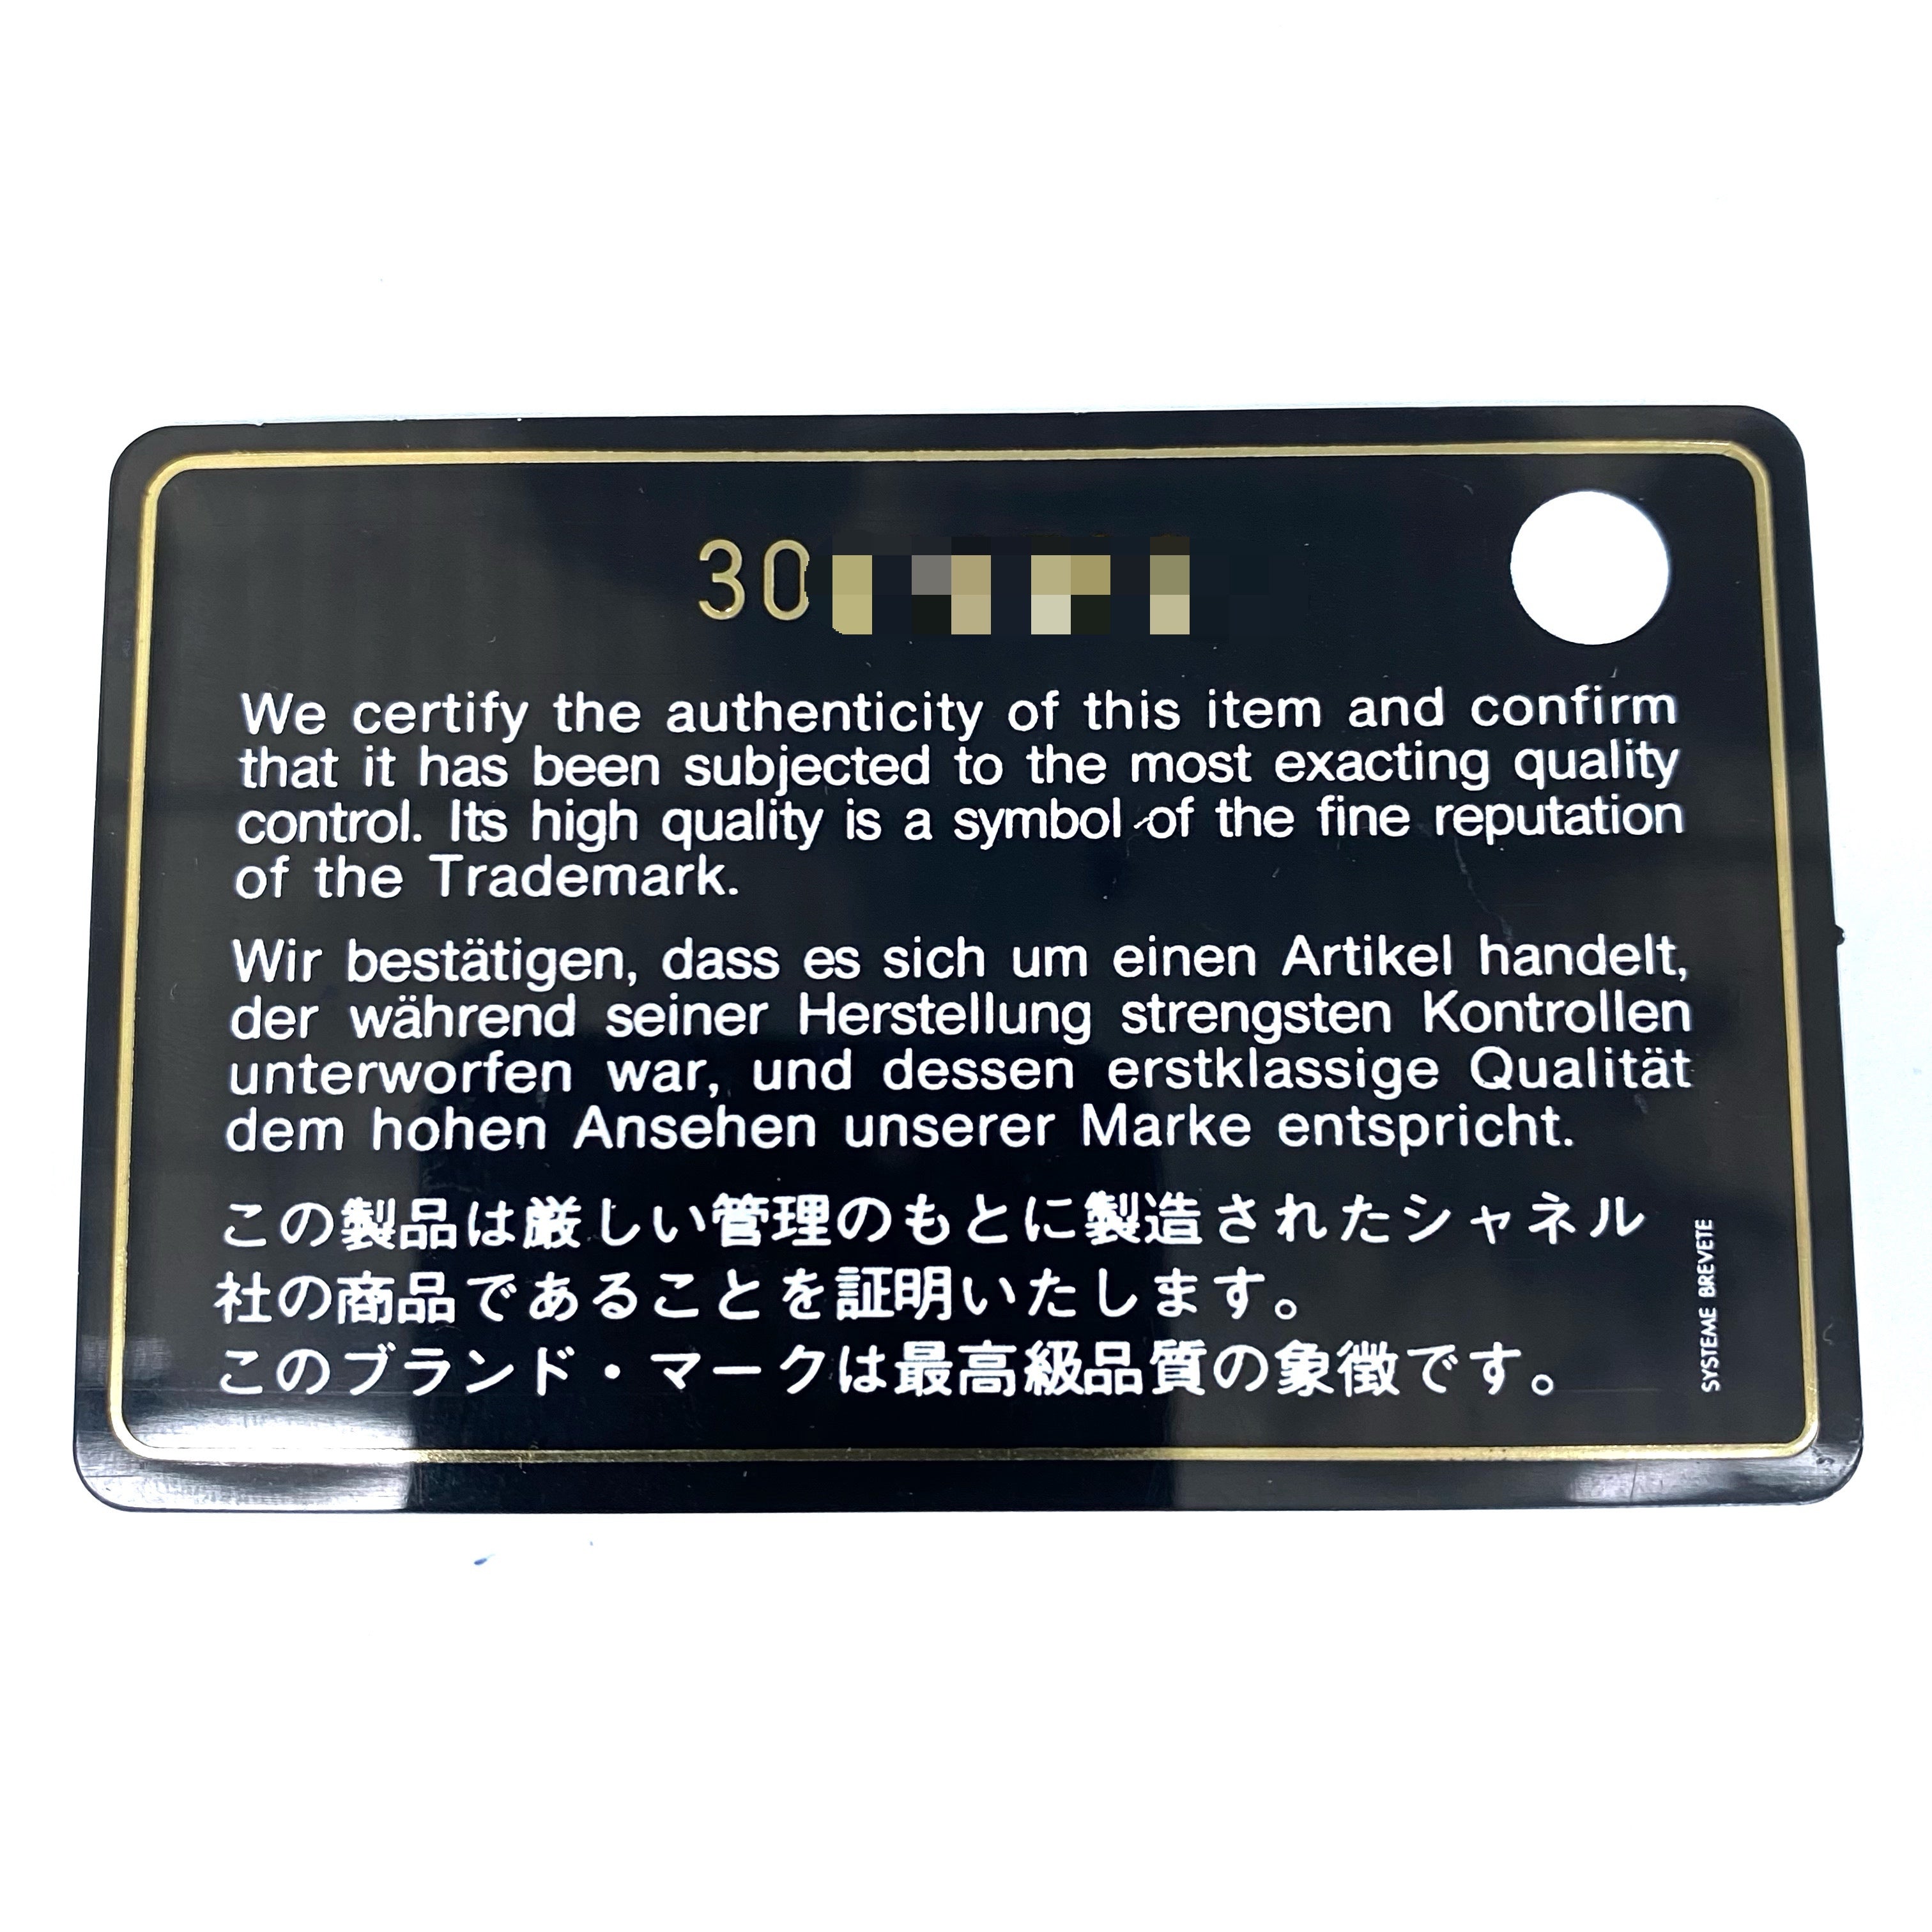 30
We certify the authenticity of this item and confirm
that it has been subjected to the most exacting quality
control. Its high quality is a symbol of the fine reputation
of the Trademark.
Wir bestätigen, dass es sich um einen Artikel handelt,
der während seiner Herstellung strengsten Kontrollen
unterworfen war, und dessen erstklassige Qualität
dem hohen Ansehen unserer Marke entspricht.
この製品は厳しい管理のもとに製造されたシャネル
社の商品であることを証明いたします。
このブランド・マークは最高級品質の象徴です。
SYSTEME BREVETE